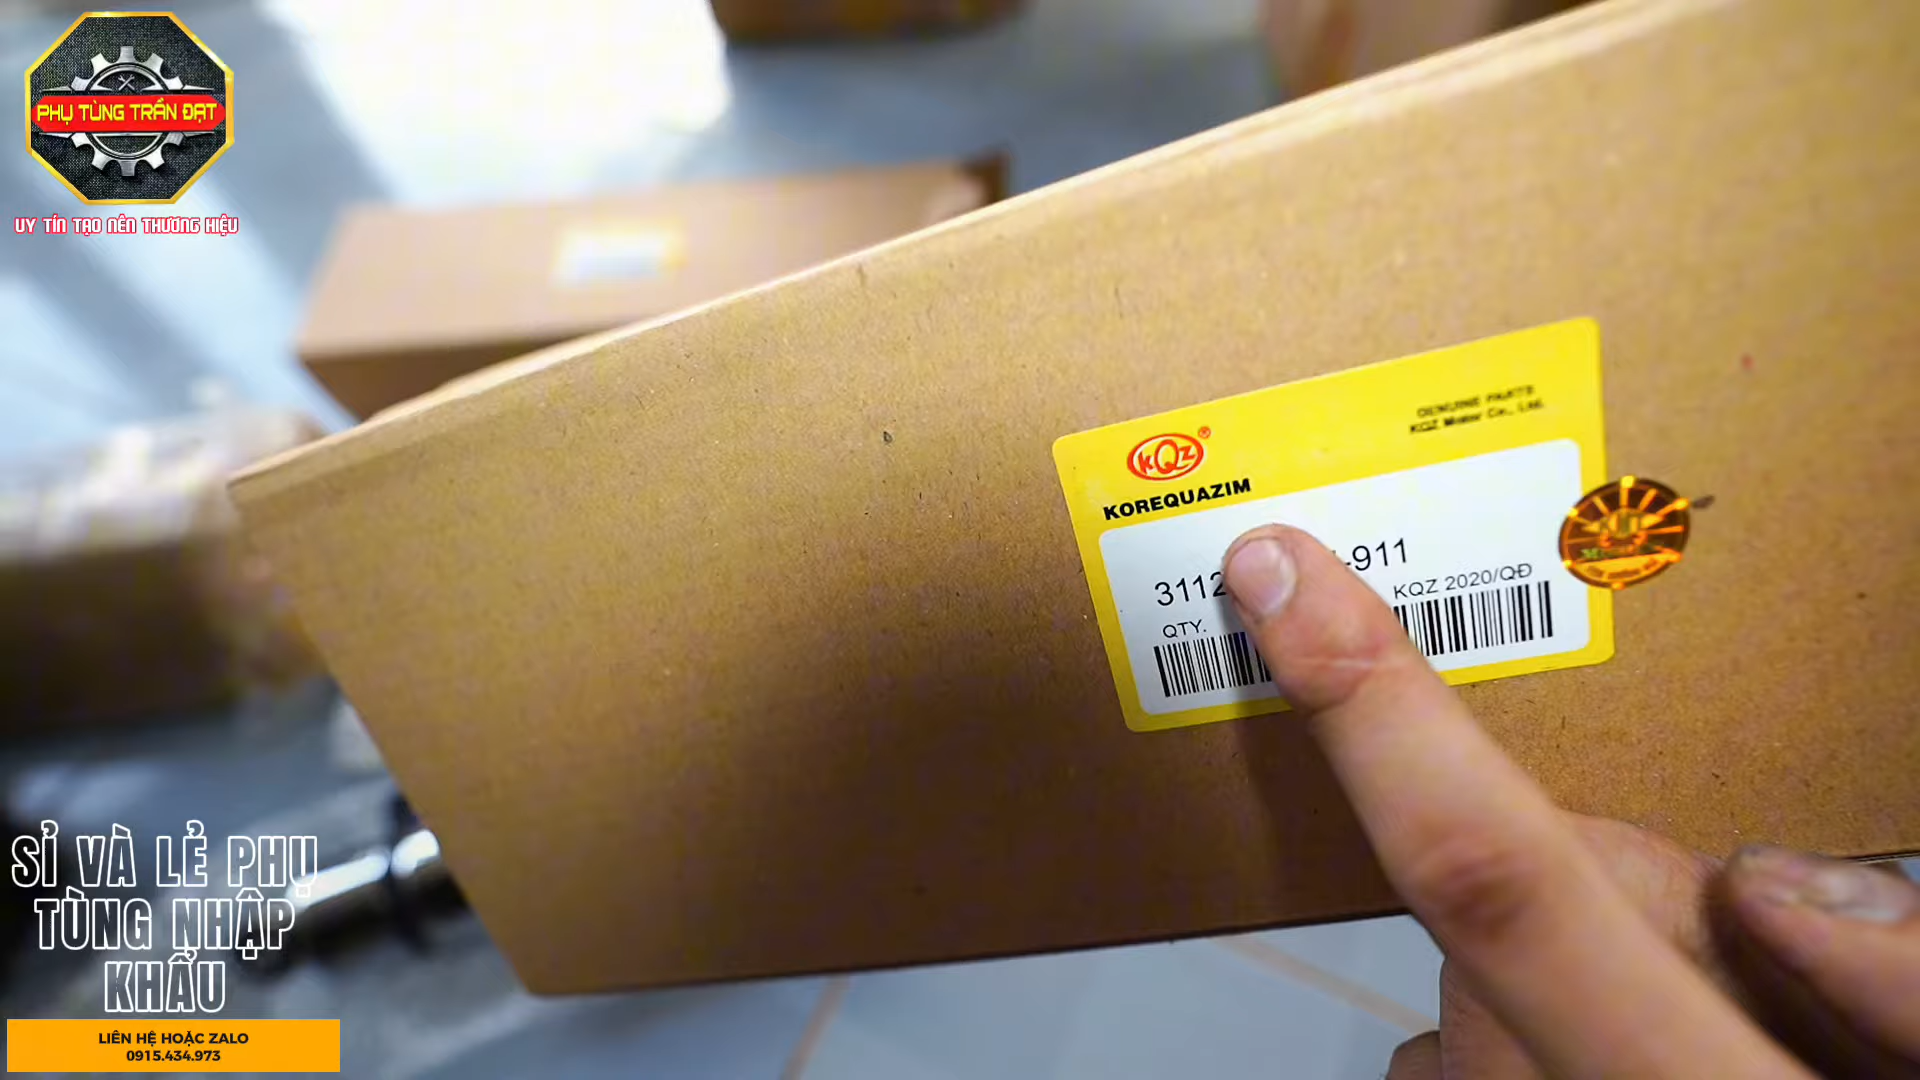 PHỤ TÙNG TRẦN ĐẠT
UY TÍN TẠO NÊN THƯƠNG HIỆU
GENUINE PARTS
KQZ Motor Co., Ltd.
KQZ ®
KOREQUAZIM
3112
-911
QTY.
KQZ 2020/QĐ
SỈ VÀ LẺ PHỤ
TÙNG NHẬP
KHẨU
LIÊN HỆ HOẶC ZALO
0915.434.973